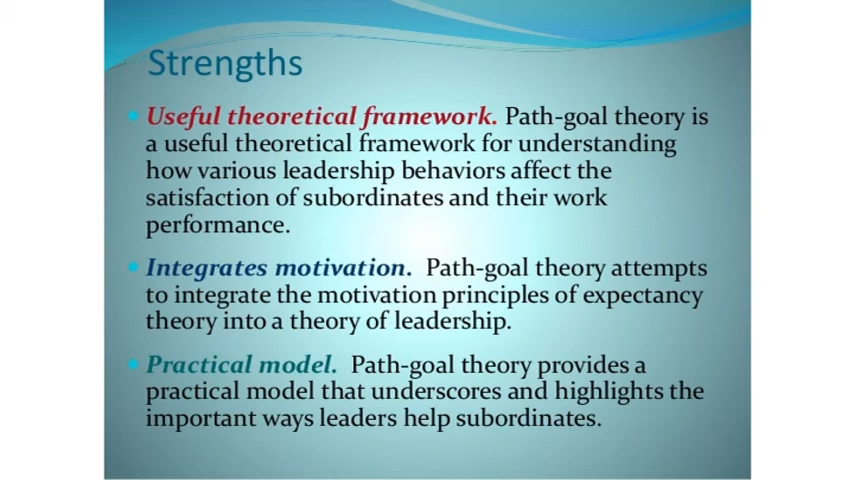 Strengths
Useful theoretical framework. Path-goal theory is
a useful theoretical framework for understanding
how various leadership behaviors affect the
satisfaction of subordinates and their work
performance.
Integrates motivation. Path-goal theory attempts
to integrate the motivation principles of expectancy
theory into a theory of leadership.
Practical model. Path-goal theory provides a
practical model that underscores and highlights the
important ways leaders help subordinates.